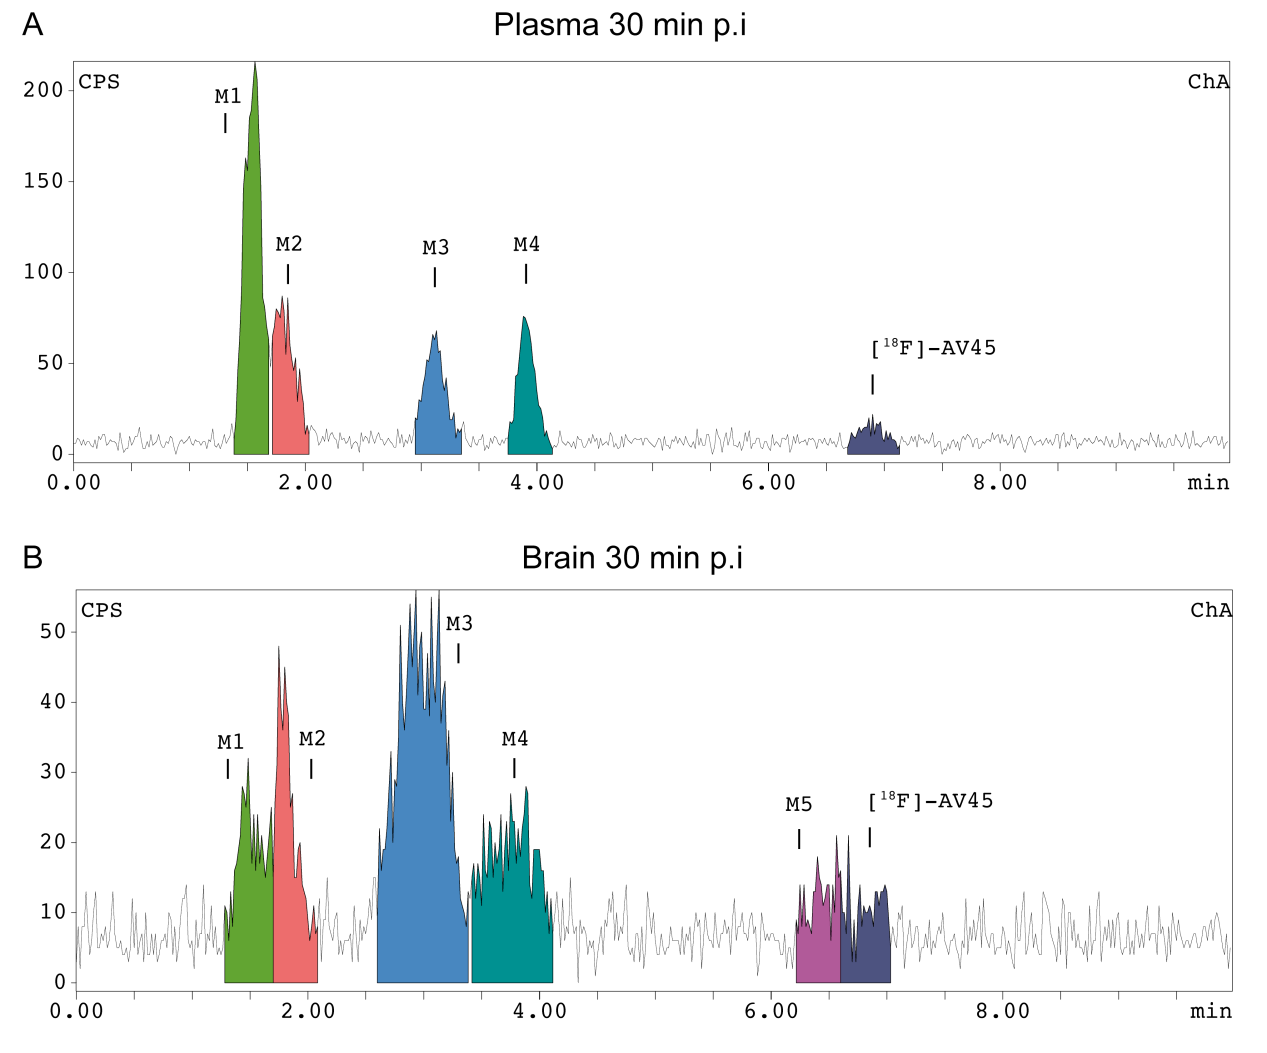 A
Plasma 30 min p.i
CPS
ChA
200
M1
150
M2
M3
M4
100
[¹⁸F]-AV45
50
0
0.00 2.00 4.00 6.00 8.00 min
B
Brain 30 min p.i
CPS
ChA
50
M3
40
M1
M2
M4
30
M5
[¹⁸F]-AV45
20
10
0
0.00 2.00 4.00 6.00 8.00 min